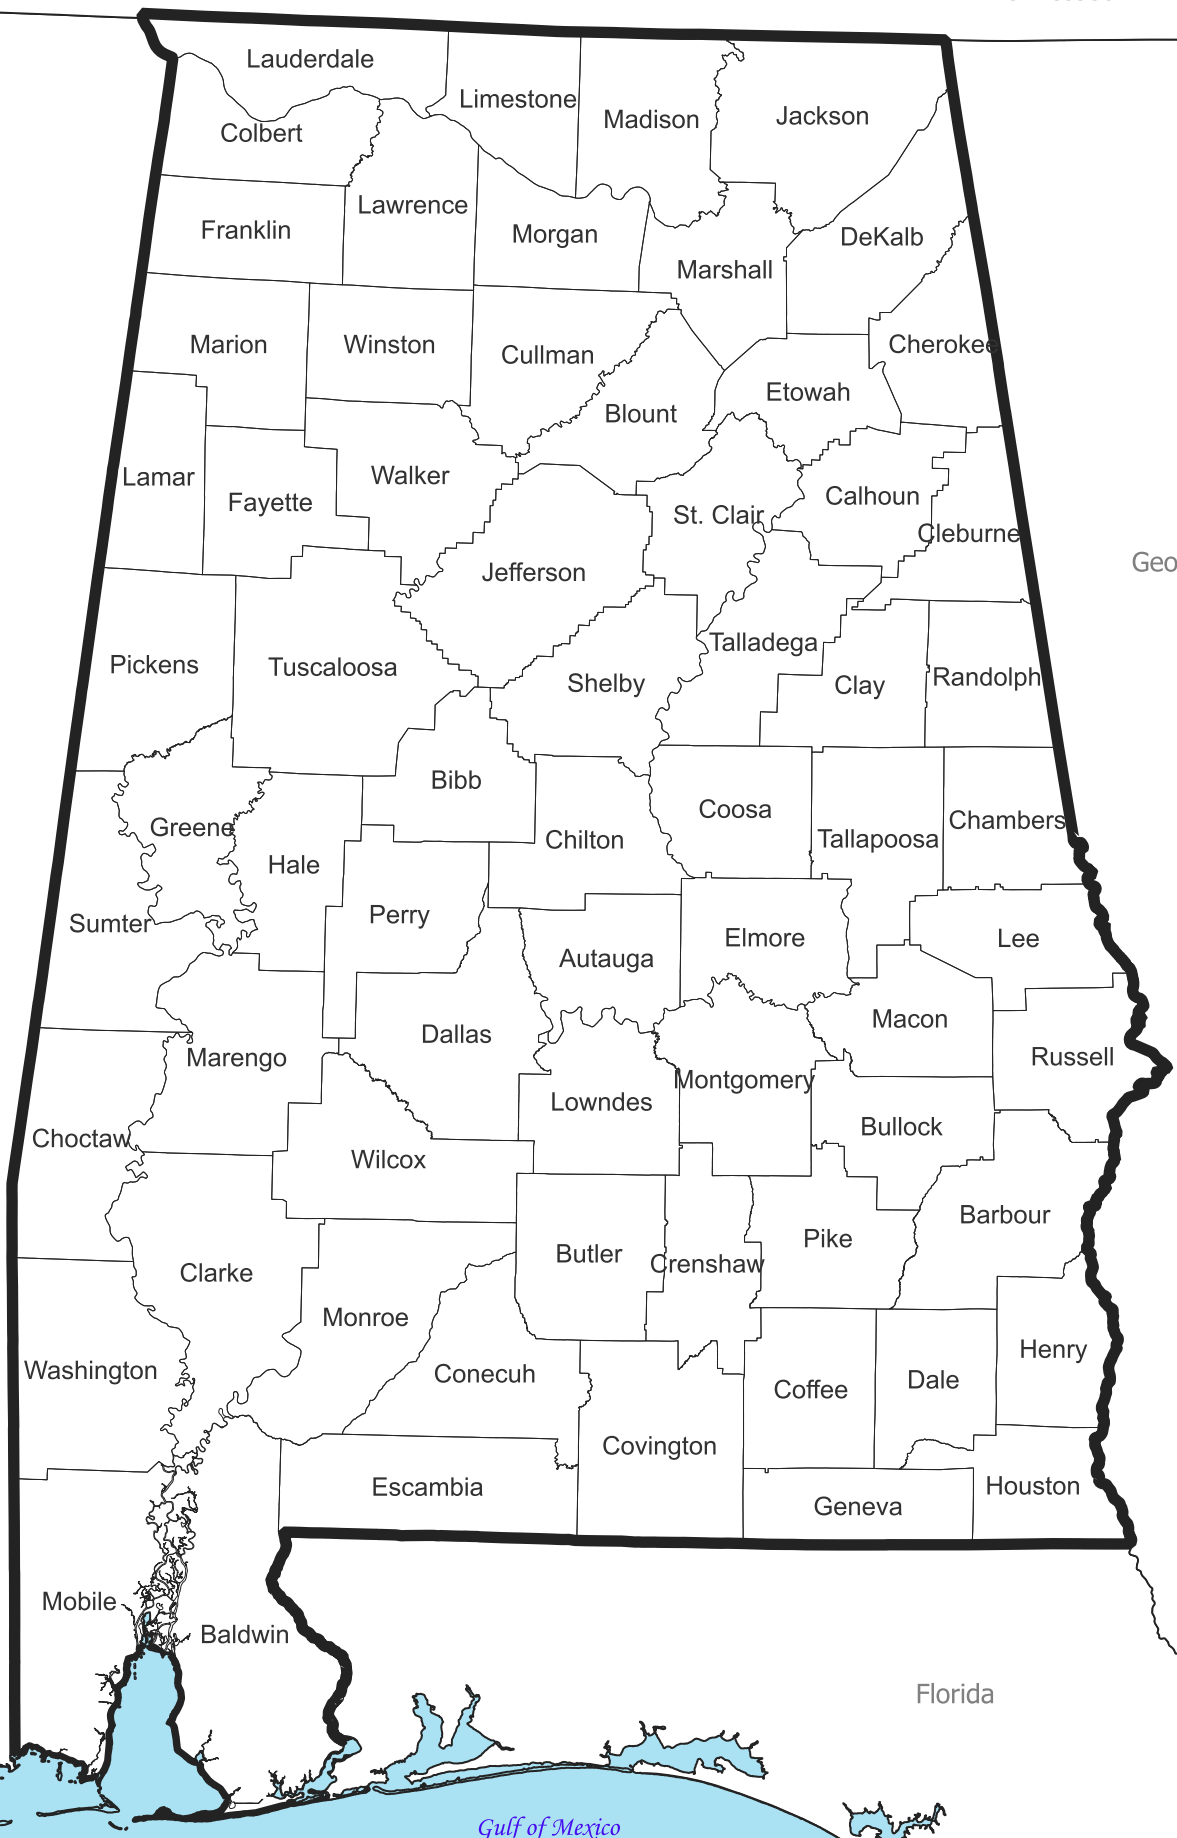 Lauderdale
Limestone
Madison
Jackson
Colbert
Lawrence
Franklin
Morgan
DeKalb
Marshall
Marion
Winston
Cullman
Cherokee
Etowah
Blount
Lamar
Walker
Fayette
Calhoun
St. Clair
Cleburne
Geo
Jefferson
Talladega
Pickens
Tuscaloosa
Shelby
Clay
Randolph
Bibb
Coosa
Chambers
Greene
Chilton
Tallapoosa
Hale
Perry
Sumter
Elmore
Lee
Autauga
Macon
Dallas
Marengo
Russell
Montgomery
Lowndes
Bullock
Choctaw
Wilcox
Barbour
Pike
Butler
Crenshaw
Clarke
Monroe
Henry
Washington
Conecuh
Dale
Coffee
Covington
Escambia
Houston
Geneva
Mobile
Baldwin
Florida
Gulf of Mexico